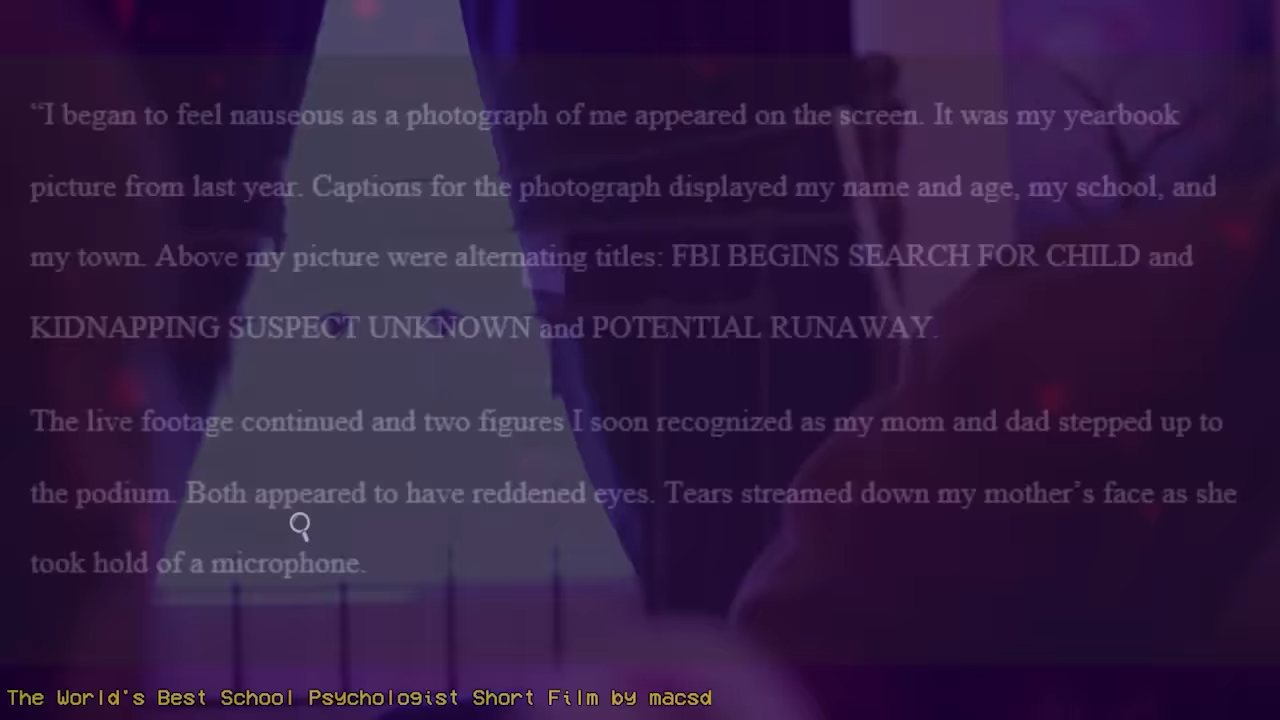 “I began to feel nauseous as a photograph of me appeared on the screen. It was my yearbook
picture from last year. Captions for the photograph displayed my name and age, my school, and
my town. Above my picture were alternating titles: FBI BEGINS SEARCH FOR CHILD and
KIDNAPPING SUSPECT UNKNOWN and POTENTIAL RUNAWAY.
The live footage continued and two figures I soon recognized as my mom and dad stepped up to
the podium. Both appeared to have reddened eyes. Tears streamed down my mother’s face as she
took hold of a microphone.
The World's Best School Psychologist Short Film by macsd